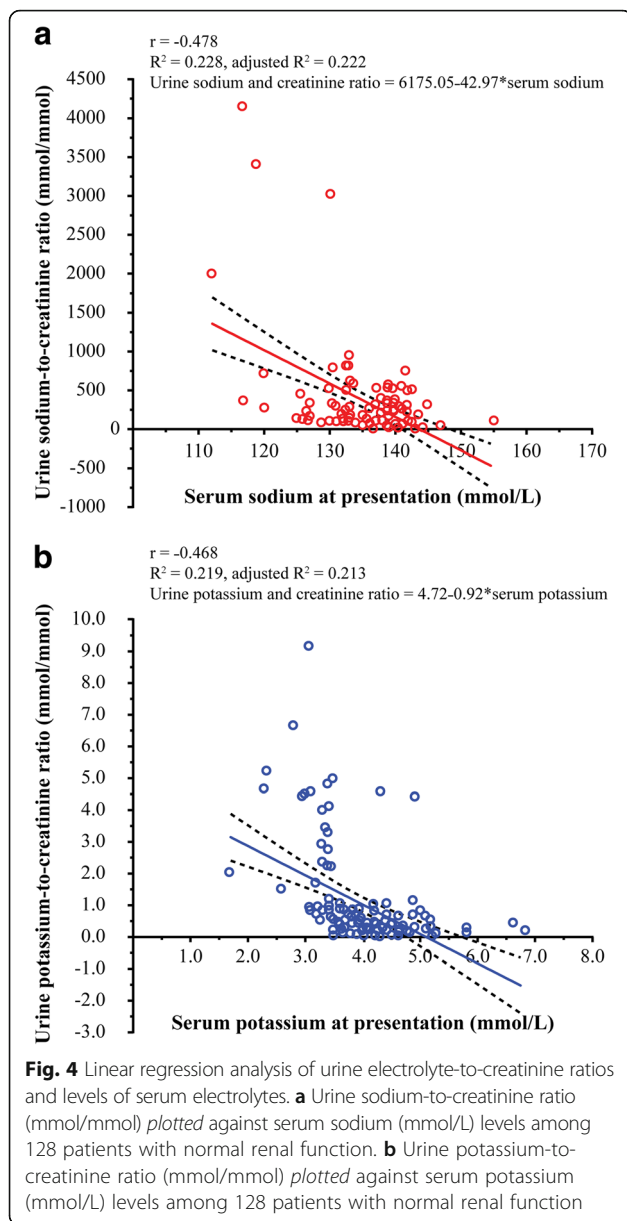 a
r = -0.478
R² = 0.228, adjusted R² = 0.222
Urine sodium and creatinine ratio = 6175.05-42.97*serum sodium
Urine sodium-to-creatinine ratio (mmol/mmol)
4500
4000
3500
3000
2500
2000
1500
1000
500
0
-500
-1000
110 120 130 140 150 160 170
Serum sodium at presentation (mmol/L)
b
r = -0.468
R² = 0.219, adjusted R² = 0.213
Urine potassium and creatinine ratio = 4.72-0.92*serum potassium
Urine potassium-to-creatinine ratio (mmol/mmol)
10.0
9.0
8.0
7.0
6.0
5.0
4.0
3.0
2.0
1.0
0.0
-1.0
-2.0
-3.0
1.0 2.0 3.0 4.0 5.0 6.0 7.0 8.0
Serum potassium at presentation (mmol/L)
Fig. 4 Linear regression analysis of urine electrolyte-to-creatinine ratios
and levels of serum electrolytes. a Urine sodium-to-creatinine ratio
(mmol/mmol) plotted against serum sodium (mmol/L) levels among
128 patients with normal renal function. b Urine potassium-to-
creatinine ratio (mmol/mmol) plotted against serum potassium
(mmol/L) levels among 128 patients with normal renal function